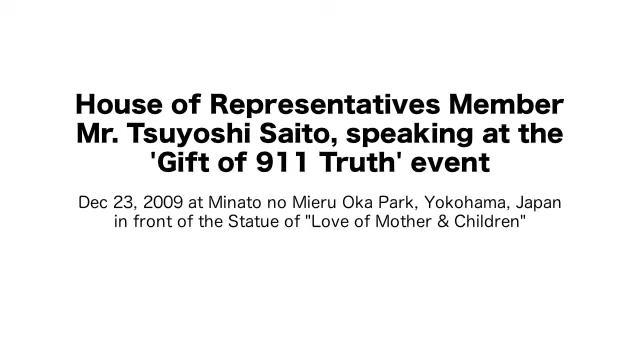 House of Representatives Member
Mr. Tsuyoshi Saito, speaking at the
'Gift of 911 Truth' event
Dec 23, 2009 at Minato no Mieru Oka Park, Yokohama, Japan
in front of the Statue of "Love of Mother & Children"